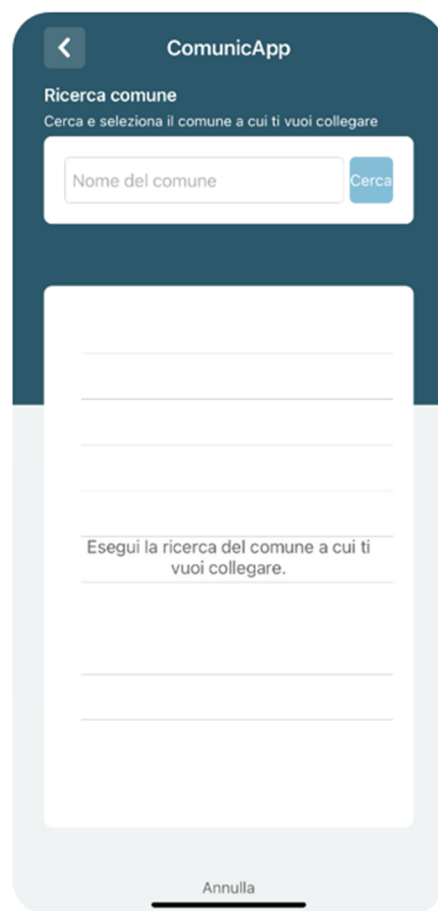 ComunicApp
Ricerca comune
Cerca e seleziona il comune a cui ti vuoi collegare
Nome del comune
Cerca
Esegui la ricerca del comune a cui ti
vuoi collegare.
Annulla